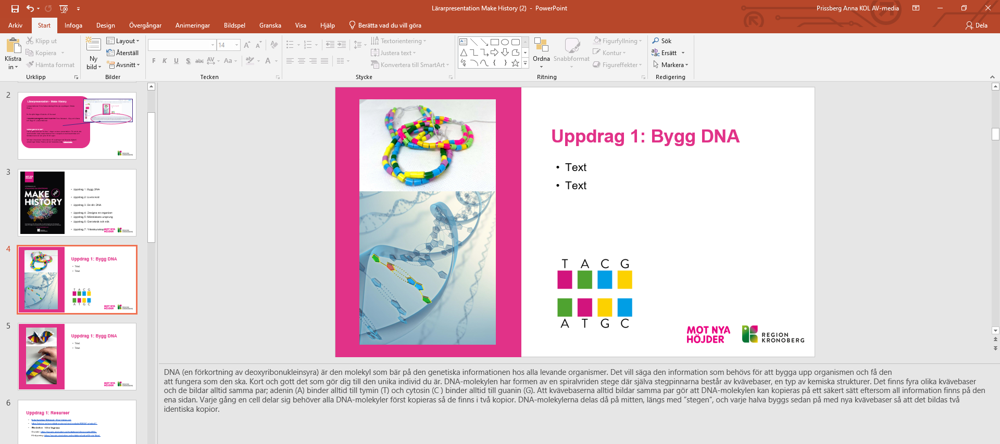 Lärarpresentation Make History (2) - PowerPoint
Prissberg Anna KOL AV-media
Arkiv Start Infoga Design Övergångar Animeringar Bildspel Granska Visa Hjälp Berätta vad du vill göra
Dela
Klistra in
Klipp ut
Kopiera
Hämta format
Urklipp
Ny bild
Layout
Återställ
Avsnitt
Bilder
14
F K U S abc AV Aa A
Tecken
Textorientering
Justera text
Konvertera till SmartArt
Stycke
Ordna
Snabbformat
Figurfyllning
Kontur
Figureffekter
Ritning
Sök
Ersätt
Markera
Redigering
2
Lärarpresentation - Make History
3
MAKE
HISTORY
Uppdrag 1: Bygg DNA
Uppdrag 2: Livets kod
Uppdrag 3: Se ditt DNA
Uppdrag 4: Designa en organism
Uppdrag 5: Människans ursprung
Uppdrag 6: Genteknik och etik
Uppdrag 7: Yrkeskunskap
MOT NYA
HÖJDER
4
Uppdrag 1: Bygg DNA
Text
Text
T A C G
A T G C
MOT NYA
HÖJDER
5
Uppdrag 1: Bygg DNA
Text
Text
MOT NYA
HÖJDER
6
Uppdrag 1: Resurser
Uppdrag 1: Bygg DNA
• Text
• Text
T A C G
A T G C
MOT NYA
HÖJDER
REGION
KRONOBERG
DNA (en förkortning av deoxyribonukleinsyra) är den molekyl som bär på den genetiska informationen hos alla levande organismer. Det vill säga den information som behövs för att bygga upp organismen och få den
att fungera som den ska. Kort och gott det som gör dig till den unika individ du är. DNA-molekylen har formen av en spiralvriden stege där själva stegpinnarna består av kvävebaser, en typ av kemiska strukturer. Det finns fyra olika kvävebaser
och de bildar alltid samma par; adenin (A) binder alltid till tymin (T) och cytosin (C ) binder alltid till guanin (G). Att kvävebaserna alltid bildar samma par gör att DNA-molekylen kan kopieras på ett säkert sätt eftersom all information finns på den
ena sidan. Varje gång en cell delar sig behöver alla DNA-molekyler först kopieras så de finns i två kopior. DNA-molekylerna delas då på mitten, längs med ”stegen”, och varje halva byggs sedan på med nya kvävebaser så att det bildas två
identiska kopior.